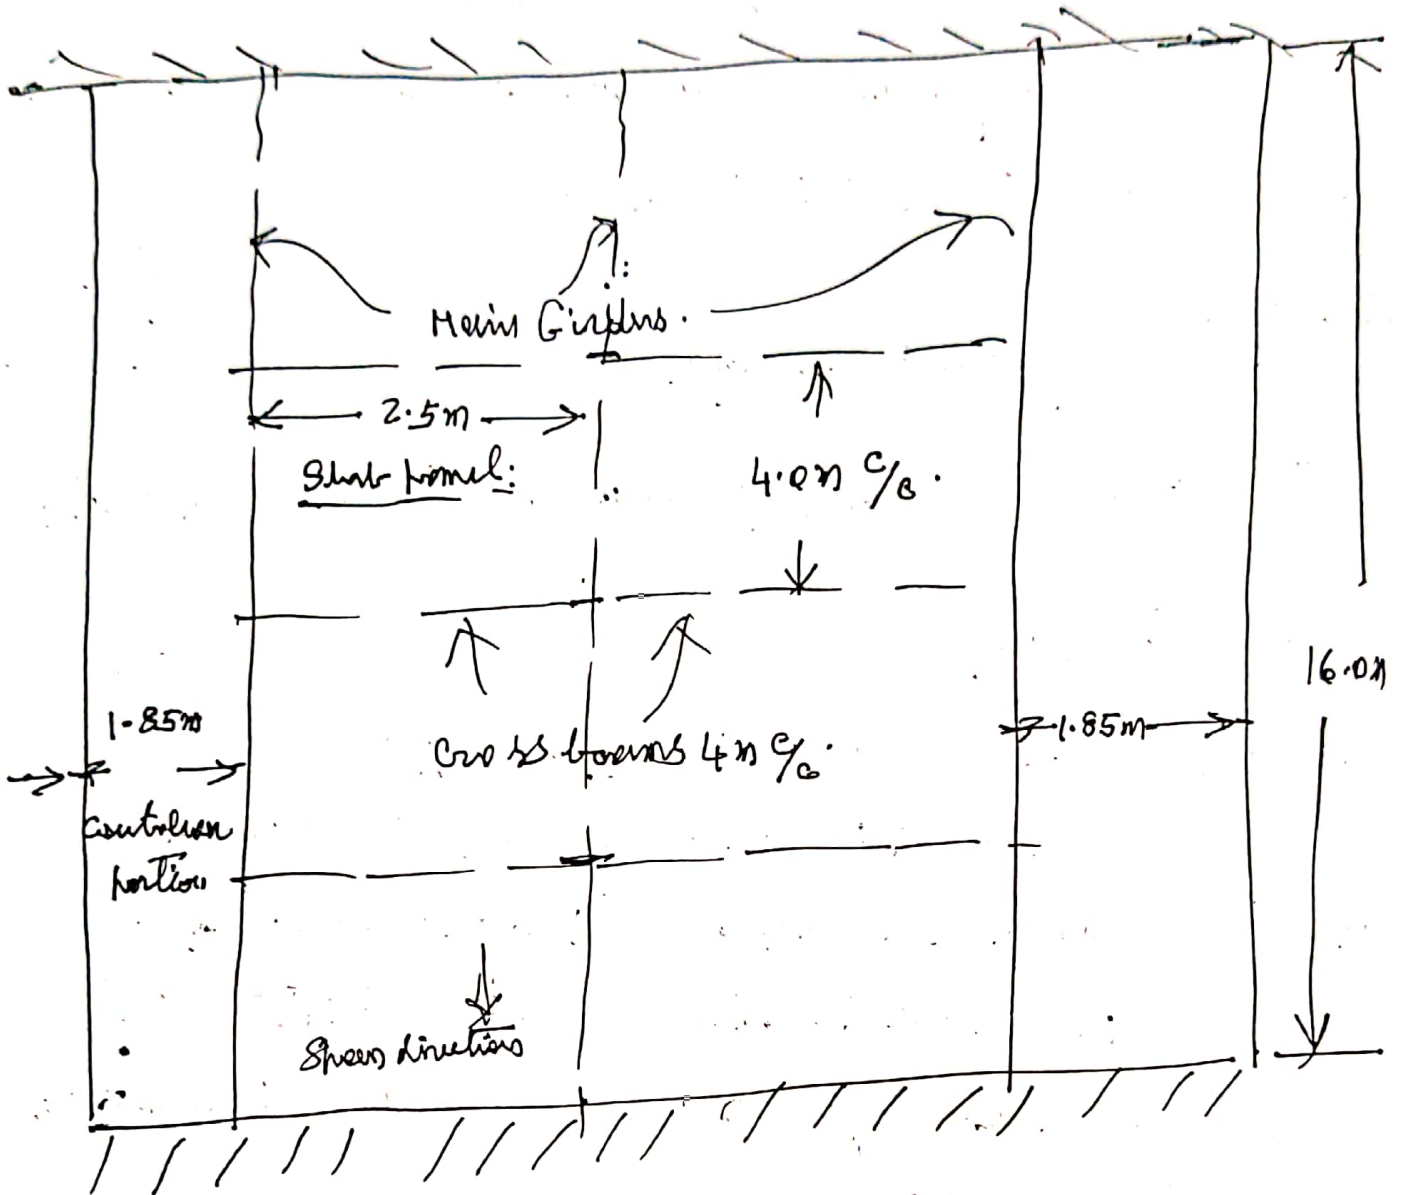 Main Girders.
2.5m
Slab panel:
4.0m c/c.
16.0m
1.85m
1.85m
Cross beams 4m c/c.
Cantilever
portion
Span direction